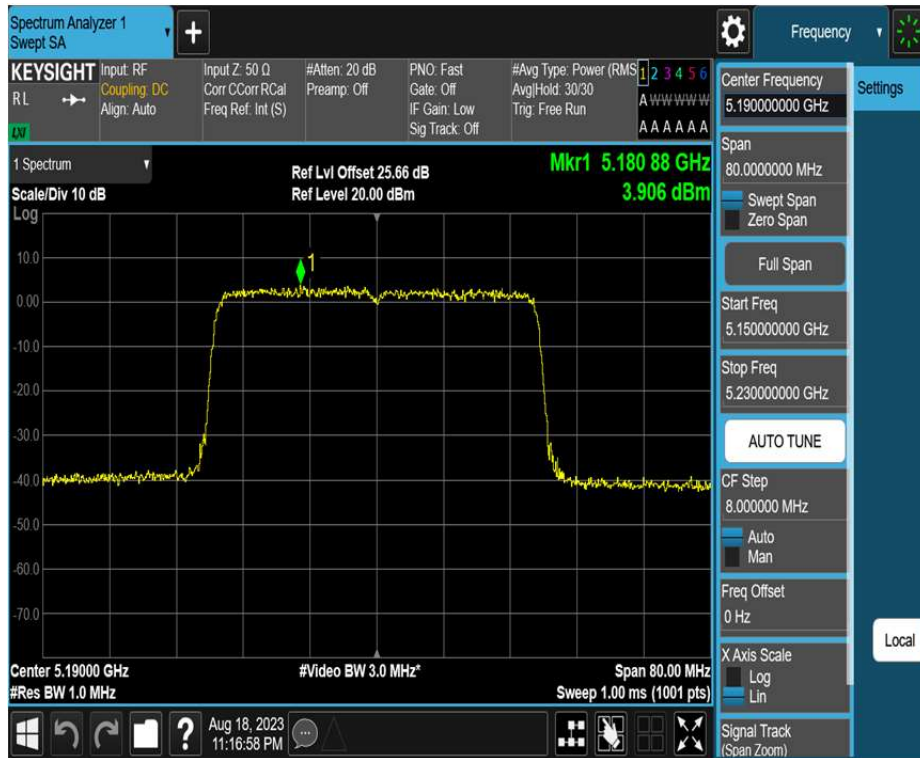 Spectrum Analyzer 1
Swept SA
+
Frequency
KEYSIGHT
R L
LXI
Input: RF
Coupling: DC
Align: Auto
Input Z: 50 Ω
Corr CCorr RCal
Freq Ref: Int (S)
#Atten: 20 dB
Preamp: Off
PNO: Fast
Gate: Off
IF Gain: Low
Sig Track: Off
#Avg Type: Power (RMS
Avg|Hold: 30/30
Trig: Free Run
1 2 3 4 5 6
A W W W W W
A A A A A A
1 Spectrum
Scale/Div 10 dB
Log
Ref Lvl Offset 25.66 dB
Ref Level 20.00 dBm
Mkr1 5.180 88 GHz
3.906 dBm
1
10.0
0.00
-10.0
-20.0
-30.0
-40.0
-50.0
-60.0
-70.0
Center 5.19000 GHz
#Res BW 1.0 MHz
#Video BW 3.0 MHz*
Span 80.00 MHz
Sweep 1.00 ms (1001 pts)
?
Aug 18, 2023
11:16:58 PM
Center Frequency
5.190000000 GHz
Span
80.0000000 MHz
Swept Span
Zero Span
Full Span
Start Freq
5.150000000 GHz
Stop Freq
5.230000000 GHz
AUTO TUNE
CF Step
8.000000 MHz
Auto
Man
Freq Offset
0 Hz
X Axis Scale
Log
Lin
Signal Track
(Span Zoom)
Settings
Local